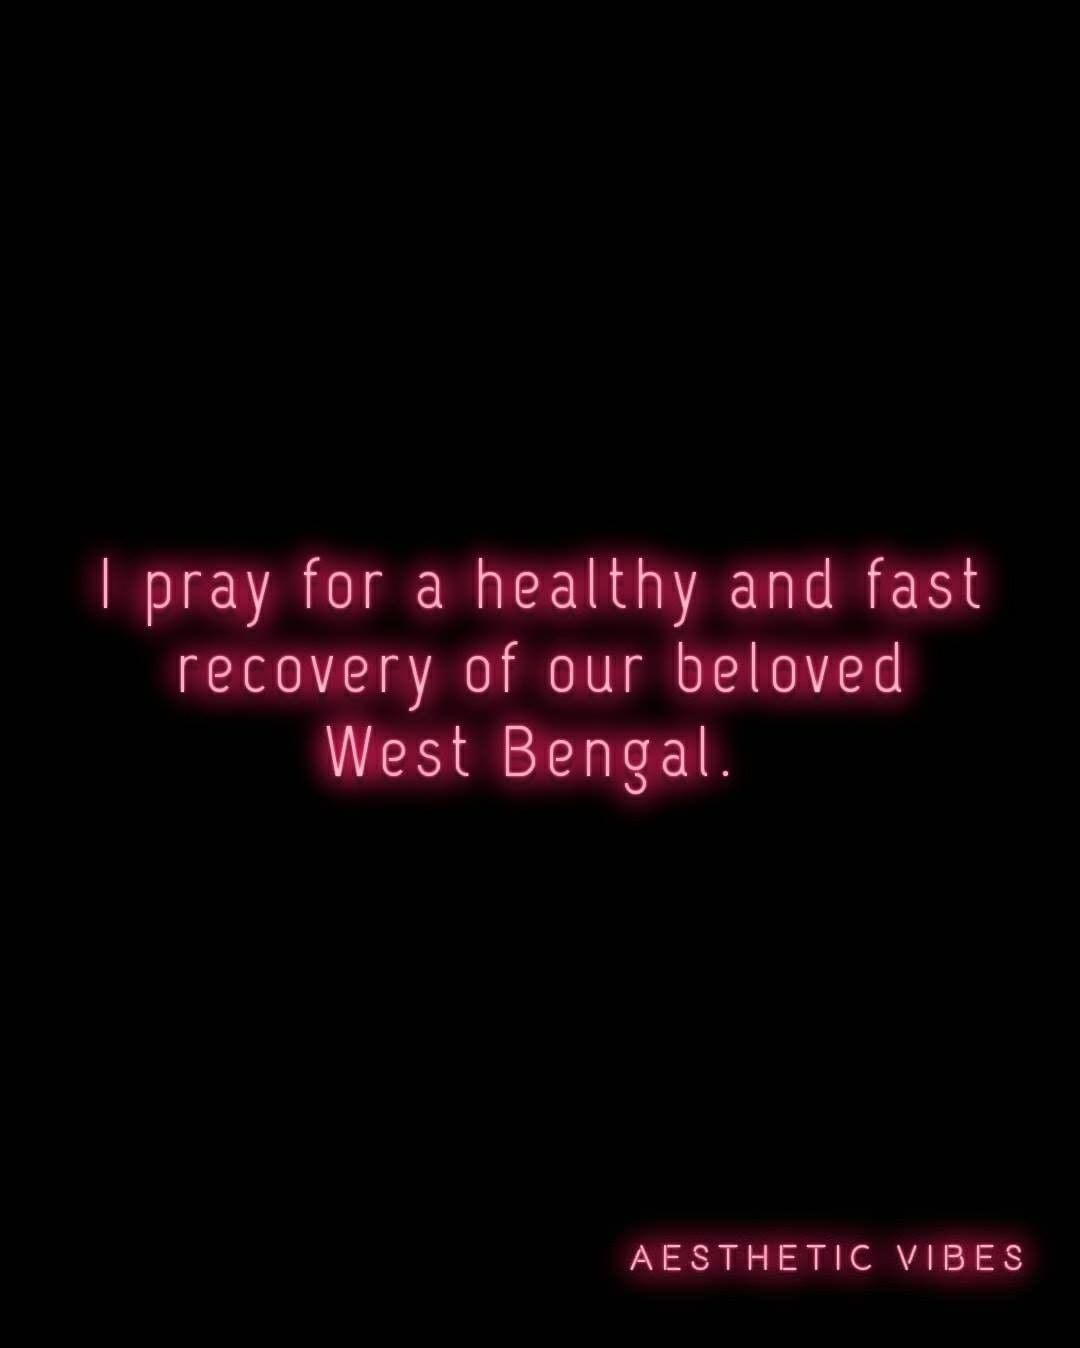 I pray for a healthy and fast
recovery of our beloved
West Bengal.
AESTHETIC VIBES